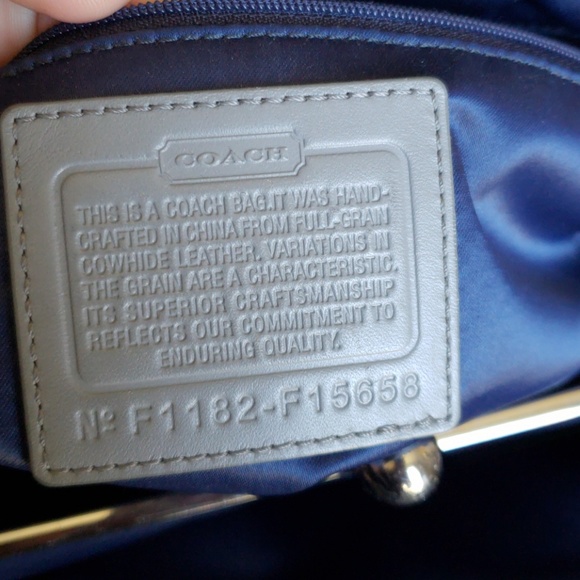 COACH
THIS IS A COACH BAG.IT WAS HAND-
CRAFTED IN CHINA FROM FULL-GRAIN
COWHIDE LEATHER. VARIATIONS IN
THE GRAIN ARE A CHARACTERISTIC.
ITS SUPERIOR CRAFTSMANSHIP
REFLECTS OUR COMMITMENT TO
ENDURING QUALITY.
Nº F1182-F15658